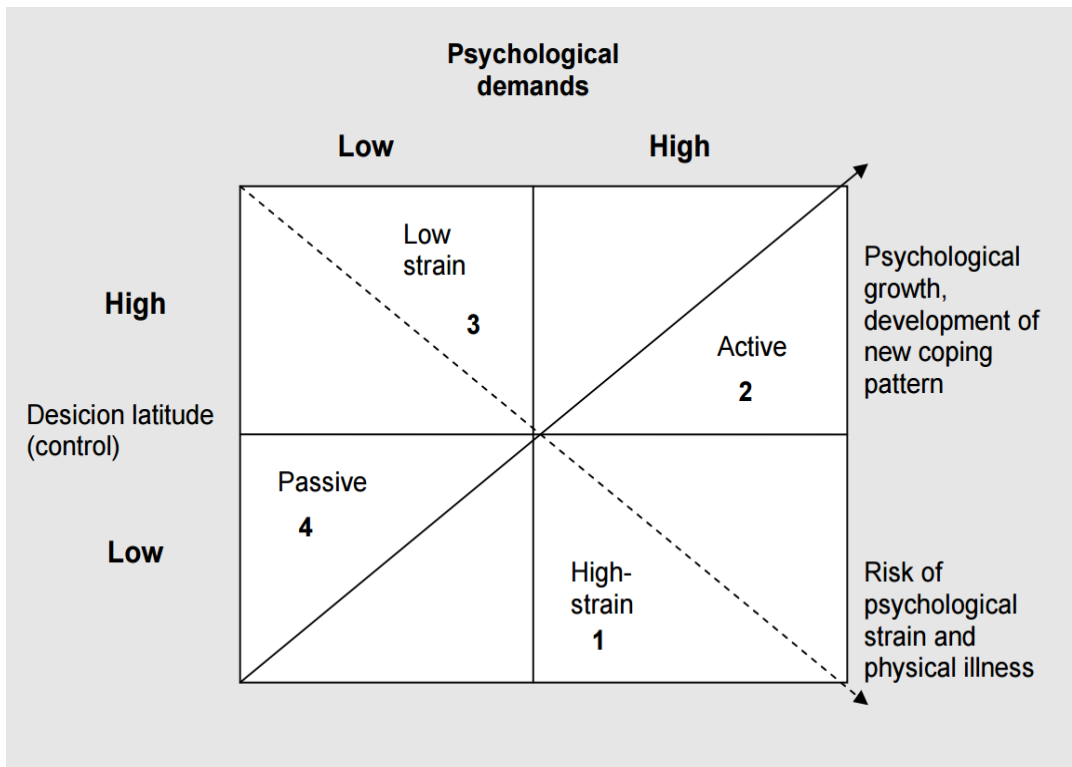 Psychological
demands
Low
High
Low
strain
3
High
Active
2
Psychological
growth,
development of
new coping
pattern
Desicion latitude
(control)
Passive
4
Low
High-
strain
1
Risk of
psychological
strain and
physical illness